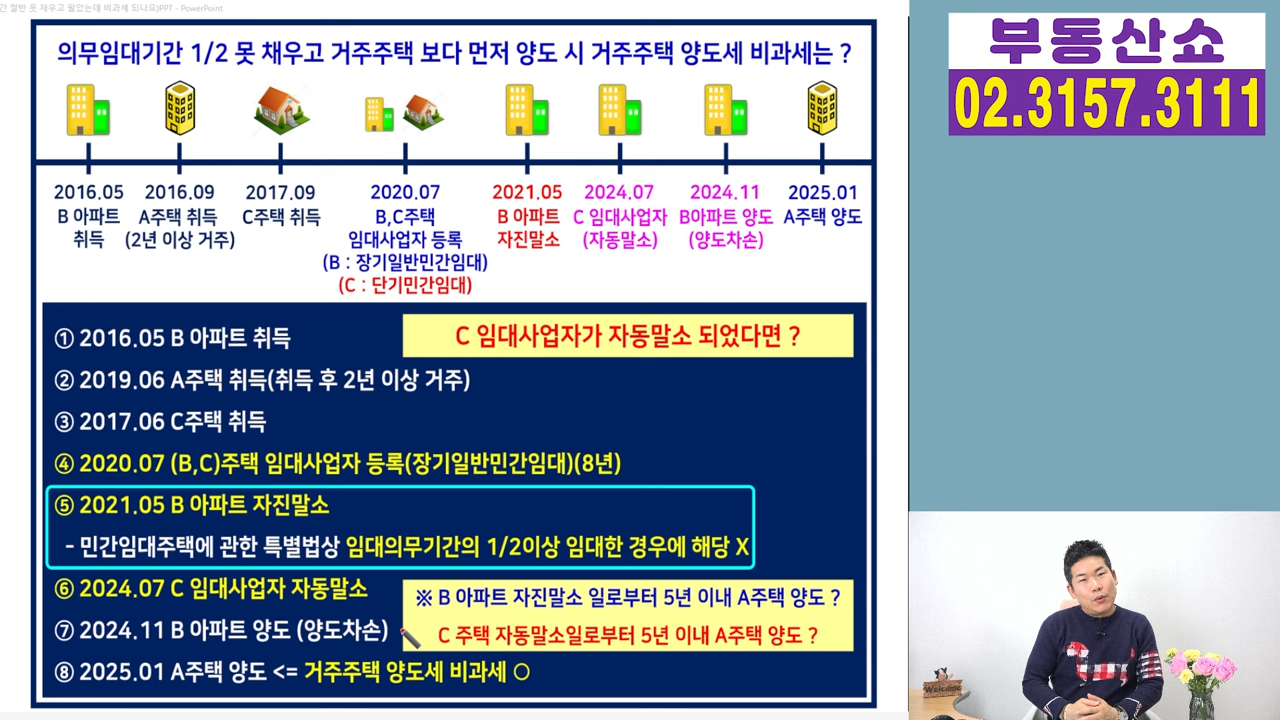 간 절반 못 채우고 팔았는데 비과세 되나요)PPT - PowerPoint
부동산쇼
02.3157.3111
의무임대기간 1/2 못 채우고 거주주택 보다 먼저 양도 시 거주주택 양도세 비과세는 ?
2016.05 2016.09 2017.09 2020.07 2021.05 2024.07 2024.11 2025.01
B 아파트 A주택 취득 C주택 취득 B,C주택 B 아파트 C 임대사업자 B아파트 양도 A주택 양도
취득 (2년 이상 거주) 임대사업자 등록 자진말소 (자동말소) (양도차손)
(B : 장기일반민간임대)
(C : 단기민간임대)
① 2016.05 B 아파트 취득
C 임대사업자가 자동말소 되었다면 ?
② 2019.06 A주택 취득(취득 후 2년 이상 거주)
③ 2017.06 C주택 취득
④ 2020.07 (B,C)주택 임대사업자 등록(장기일반민간임대)(8년)
⑤ 2021.05 B 아파트 자진말소
- 민간임대주택에 관한 특별법상 임대의무기간의 1/2이상 임대한 경우에 해당 X
⑥ 2024.07 C 임대사업자 자동말소
※ B 아파트 자진말소 일로부터 5년 이내 A주택 양도 ?
⑦ 2024.11 B 아파트 양도 (양도차손)
C 주택 자동말소일로부터 5년 이내 A주택 양도 ?
⑧ 2025.01 A주택 양도 <= 거주주택 양도세 비과세 ○
Welcome